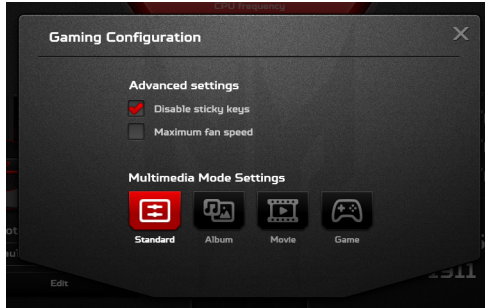 CPU frequency
Gaming Configuration
Advanced settings
Disable sticky keys
Maximum fan speed
Multimedia Mode Settings
Standard Album Movie Game
Edit